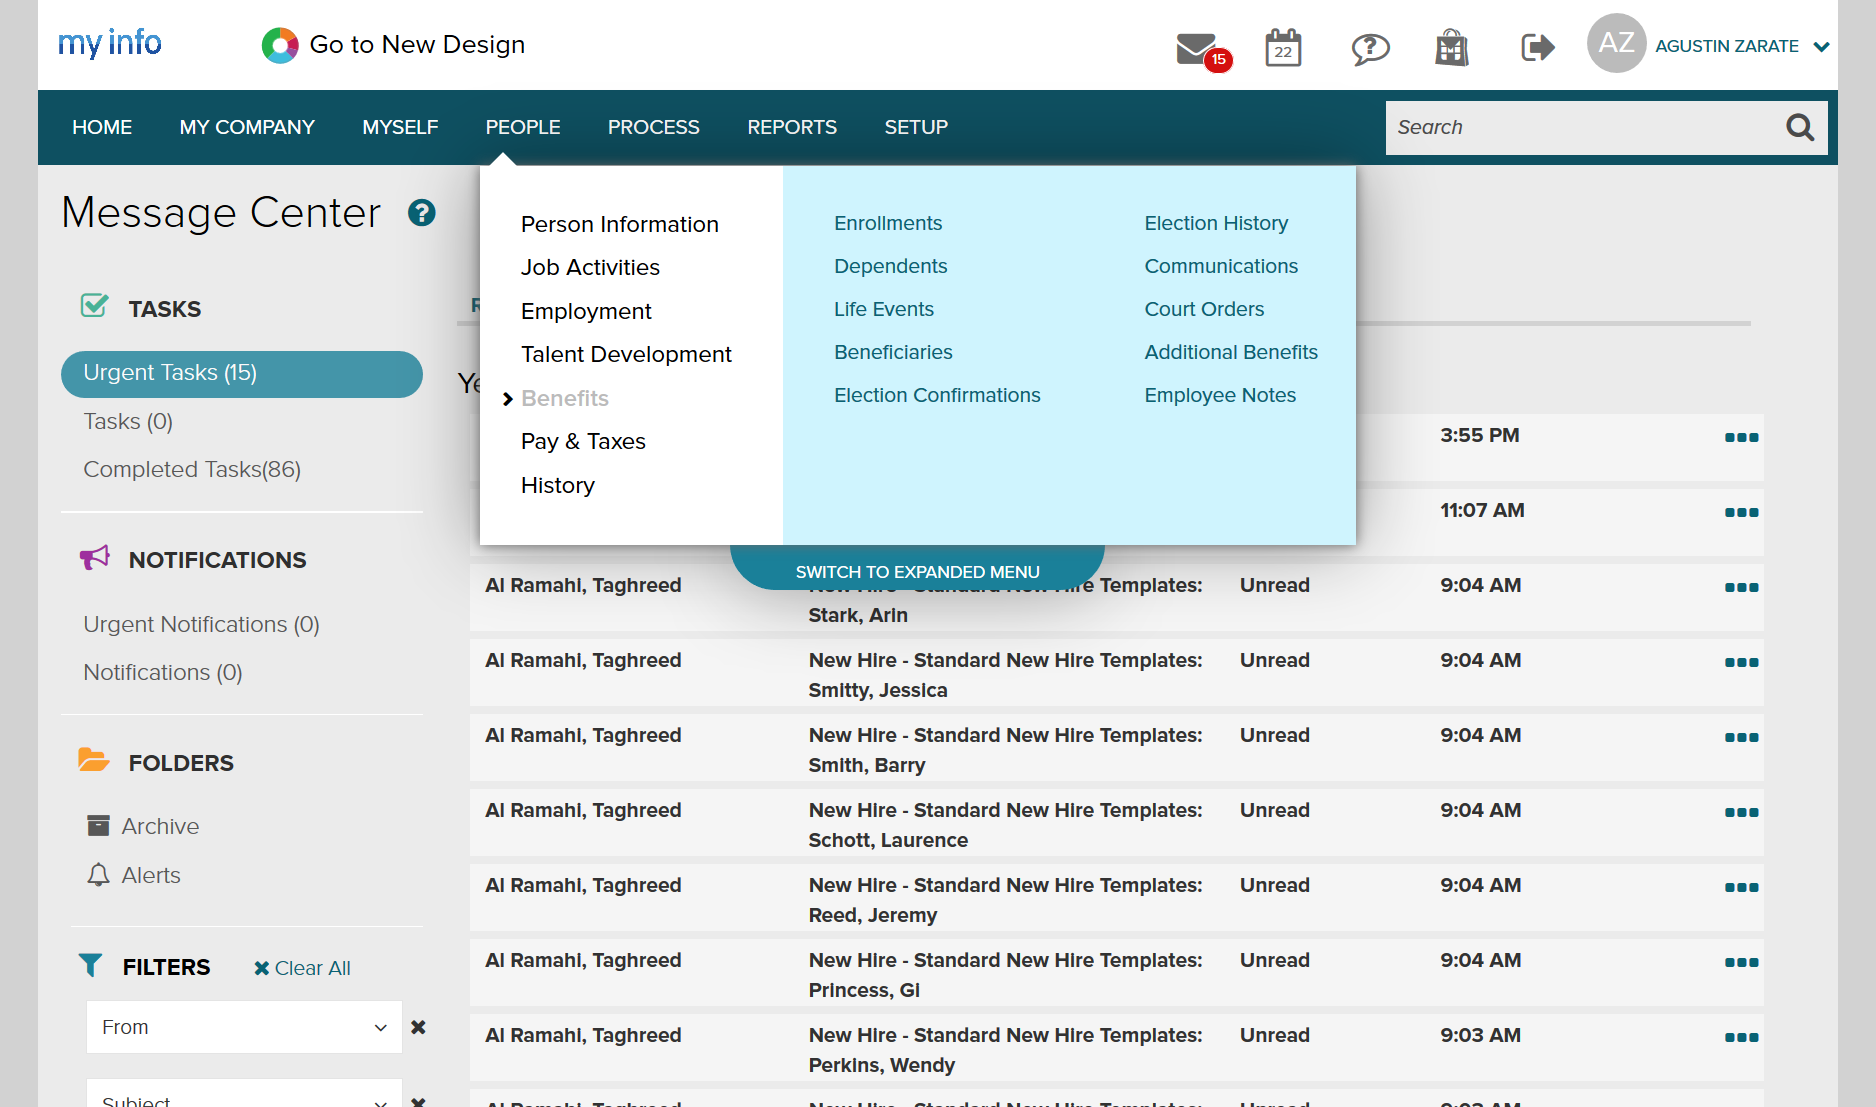 my info
Go to New Design
15
22
AZ
AGUSTIN ZARATE
HOME
MY COMPANY
MYSELF
PEOPLE
PROCESS
REPORTS
SETUP
Search
Message Center
Person Information
Job Activities
Employment
Talent Development
Benefits
Pay & Taxes
History
Enrollments
Dependents
Life Events
Beneficiaries
Election Confirmations
Election History
Communications
Court Orders
Additional Benefits
Employee Notes
SWITCH TO EXPANDED MENU
TASKS
Urgent Tasks (15)
Tasks (0)
Completed Tasks(86)
NOTIFICATIONS
Urgent Notifications (0)
Notifications (0)
FOLDERS
Archive
Alerts
FILTERS
Clear All
From
Subject
3:55 PM
11:07 AM
Al Ramahi, Taghreed
New Hire - Standard New Hire Templates:
Stark, Arin
Unread
9:04 AM
Al Ramahi, Taghreed
New Hire - Standard New Hire Templates:
Smitty, Jessica
Unread
9:04 AM
Al Ramahi, Taghreed
New Hire - Standard New Hire Templates:
Smith, Barry
Unread
9:04 AM
Al Ramahi, Taghreed
New Hire - Standard New Hire Templates:
Schott, Laurence
Unread
9:04 AM
Al Ramahi, Taghreed
New Hire - Standard New Hire Templates:
Reed, Jeremy
Unread
9:04 AM
Al Ramahi, Taghreed
New Hire - Standard New Hire Templates:
Princess, Gi
Unread
9:04 AM
Al Ramahi, Taghreed
New Hire - Standard New Hire Templates:
Perkins, Wendy
Unread
9:03 AM